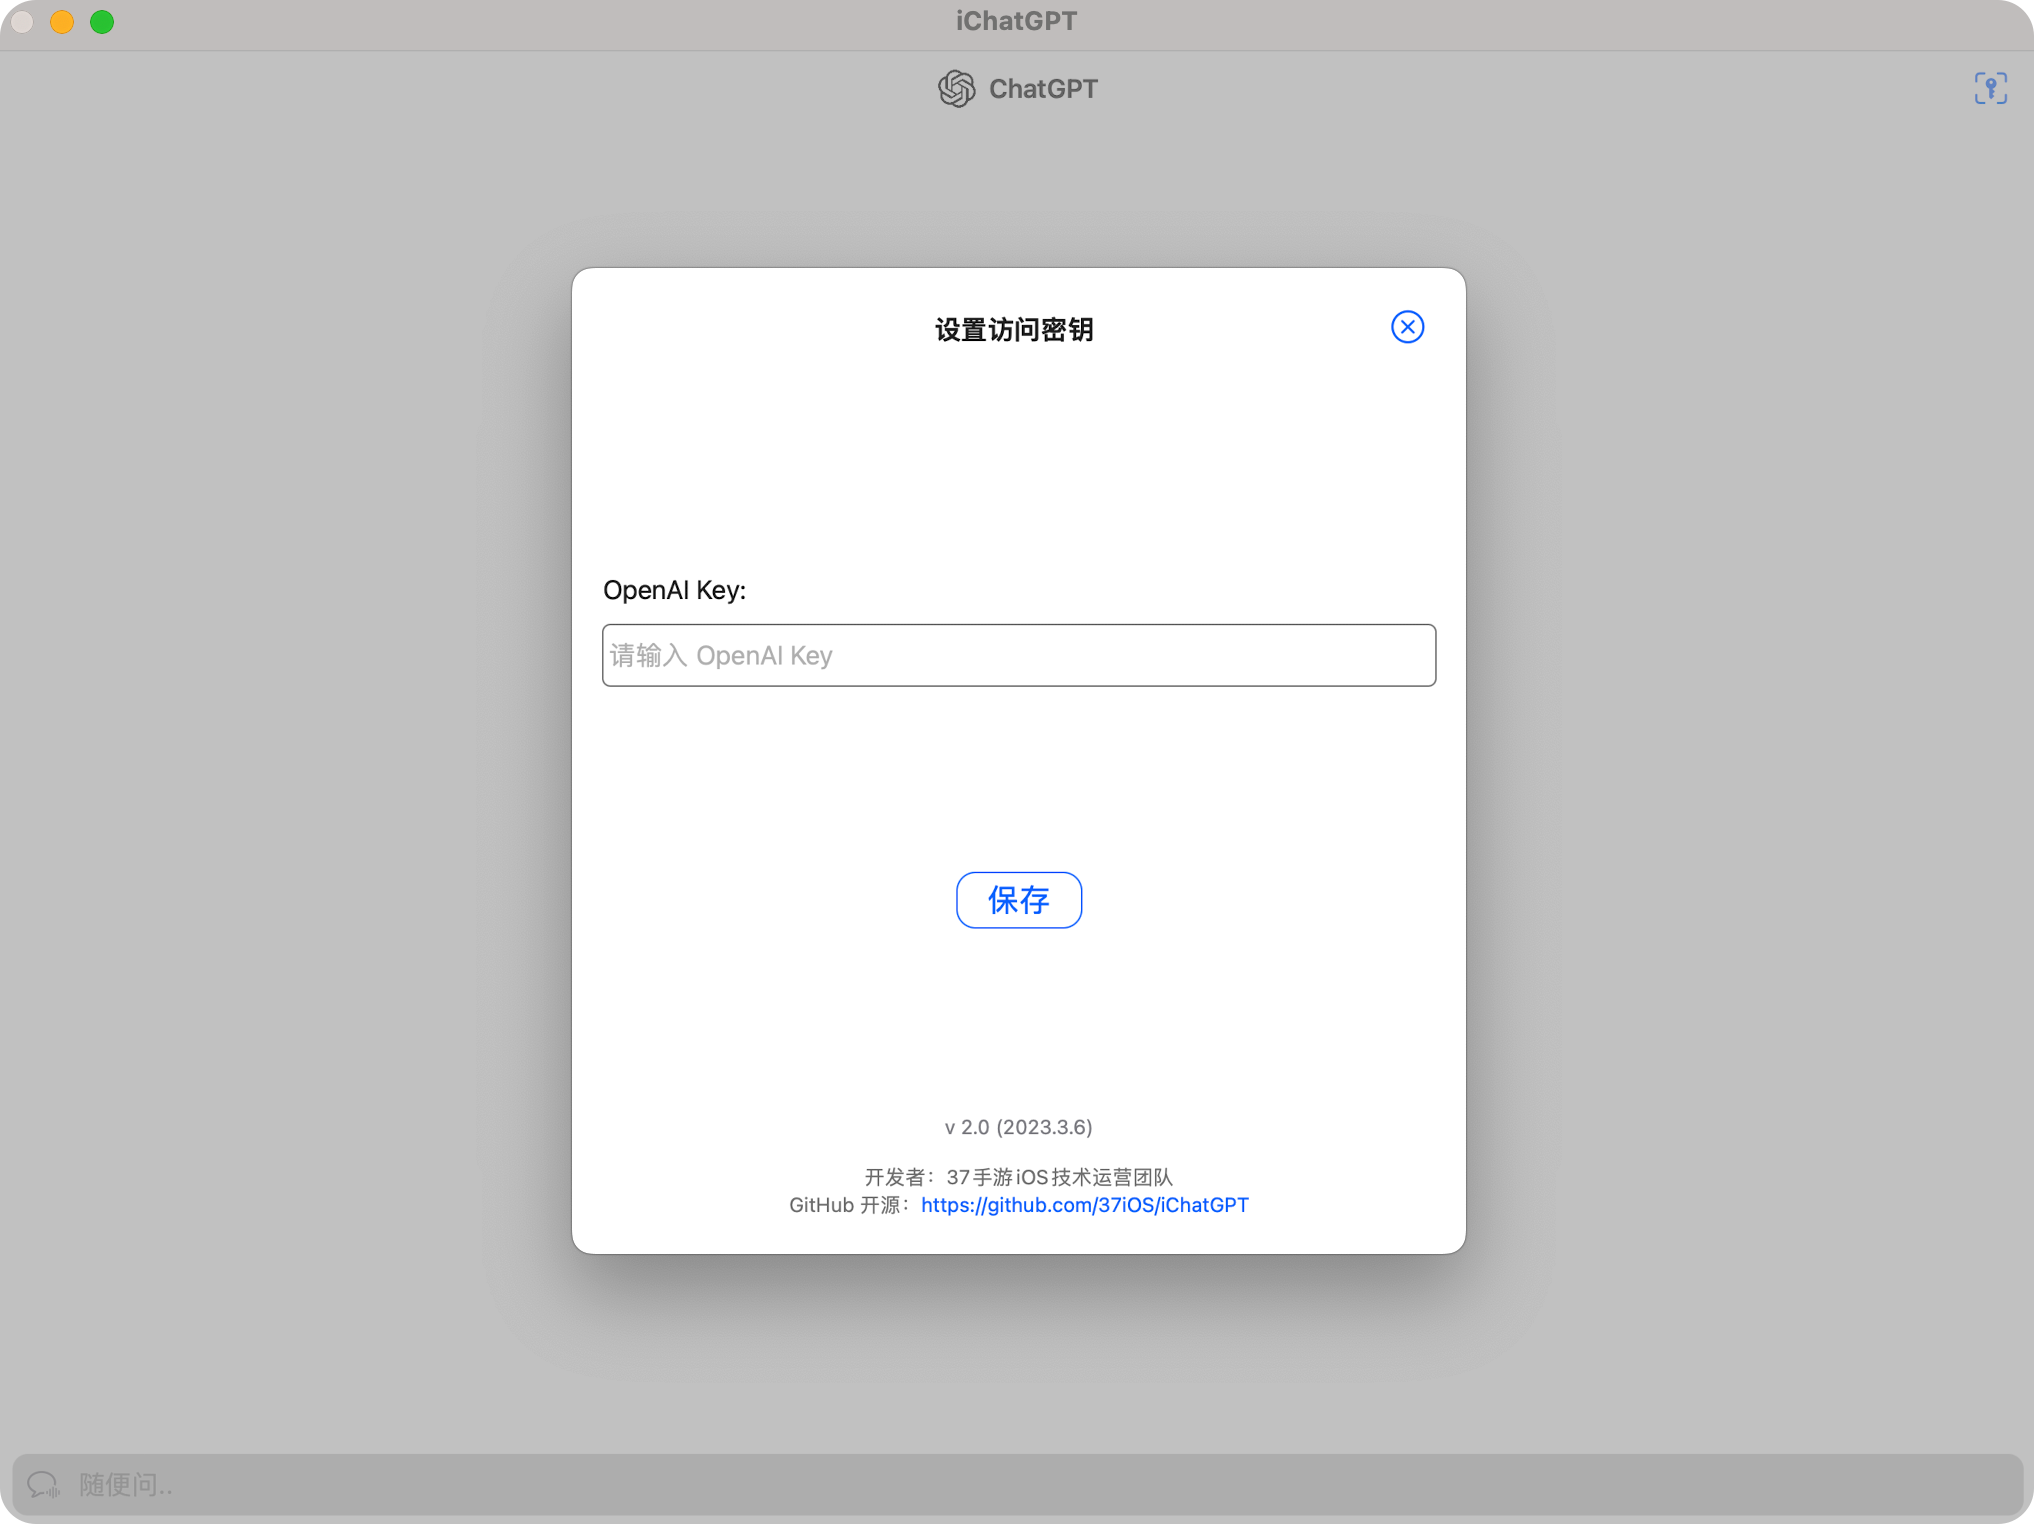 iChatGPT
ChatGPT
设置访问密钥
OpenAI Key:
请输入 OpenAI Key
保存
v 2.0 (2023.3.6)
开发者：37手游iOS技术运营团队
GitHub 开源：https://github.com/37iOS/iChatGPT
随便问..